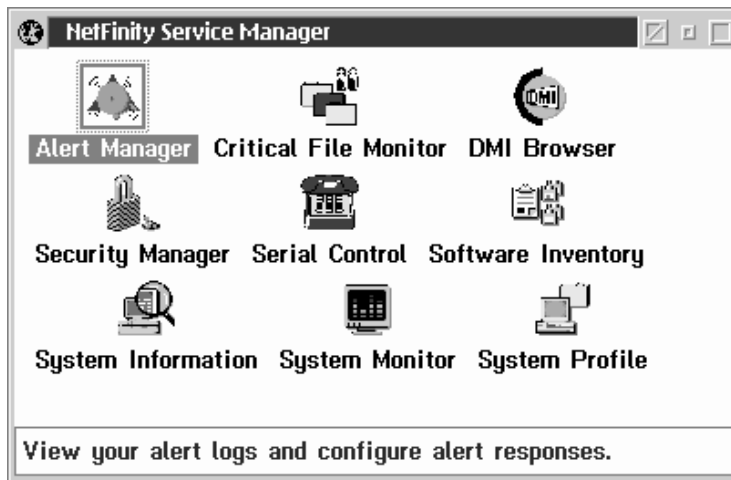 NetFinity Service Manager
Alert Manager Critical File Monitor DMI Browser
DMI
Security Manager Serial Control Software Inventory
System Information System Monitor System Profile
View your alert logs and configure alert responses.